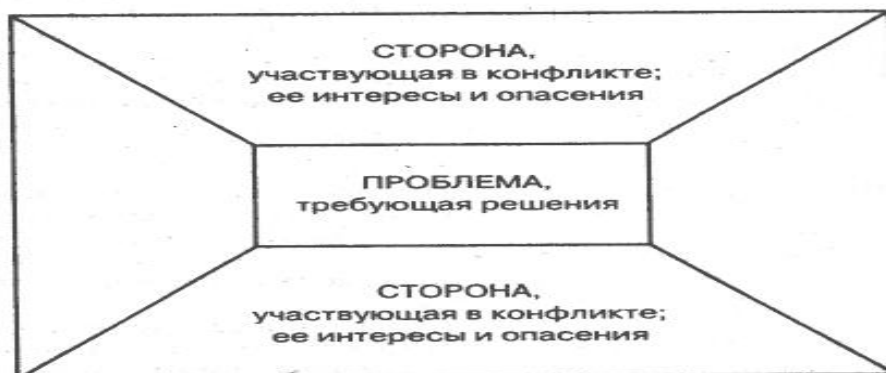 СТОРОНА,
участвующая в конфликте;
ее интересы и опасения
ПРОБЛЕМА,
требующая решения
СТОРОНА,
участвующая в конфликте;
ее интересы и опасения